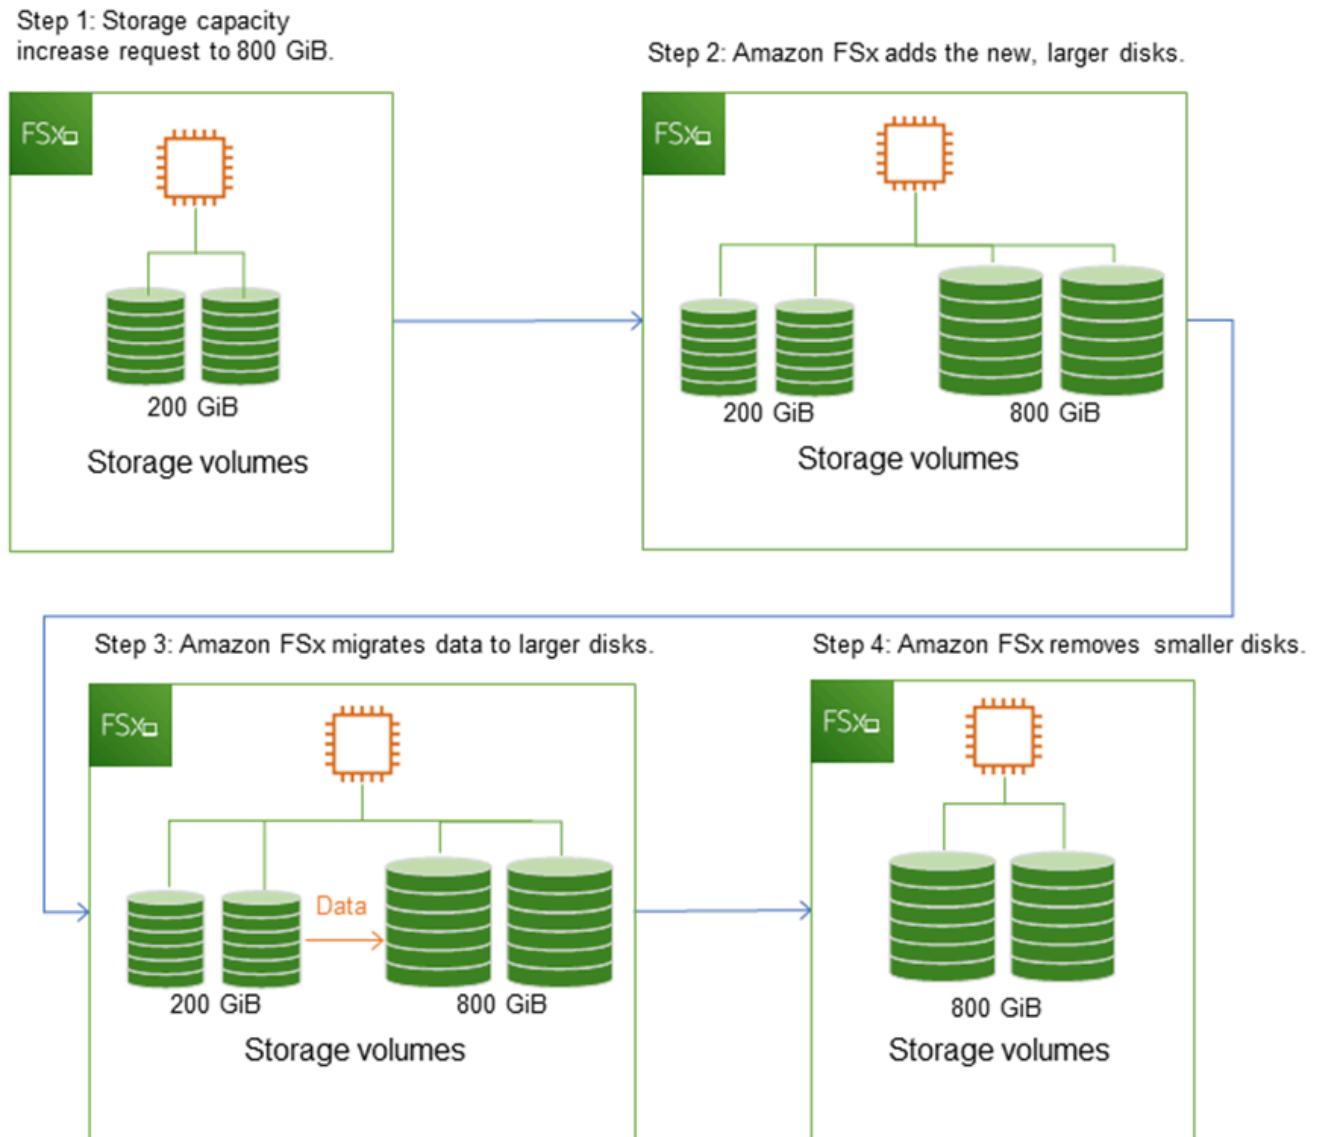 Step 1: Storage capacity
increase request to 800 GiB.
Step 2: Amazon FSx adds the new, larger disks.
FSx
200 GiB
Storage volumes
FSx
200 GiB
800 GiB
Storage volumes
Step 3: Amazon FSx migrates data to larger disks.
Step 4: Amazon FSx removes smaller disks.
FSx
Data
200 GiB
800 GiB
Storage volumes
FSx
800 GiB
Storage volumes